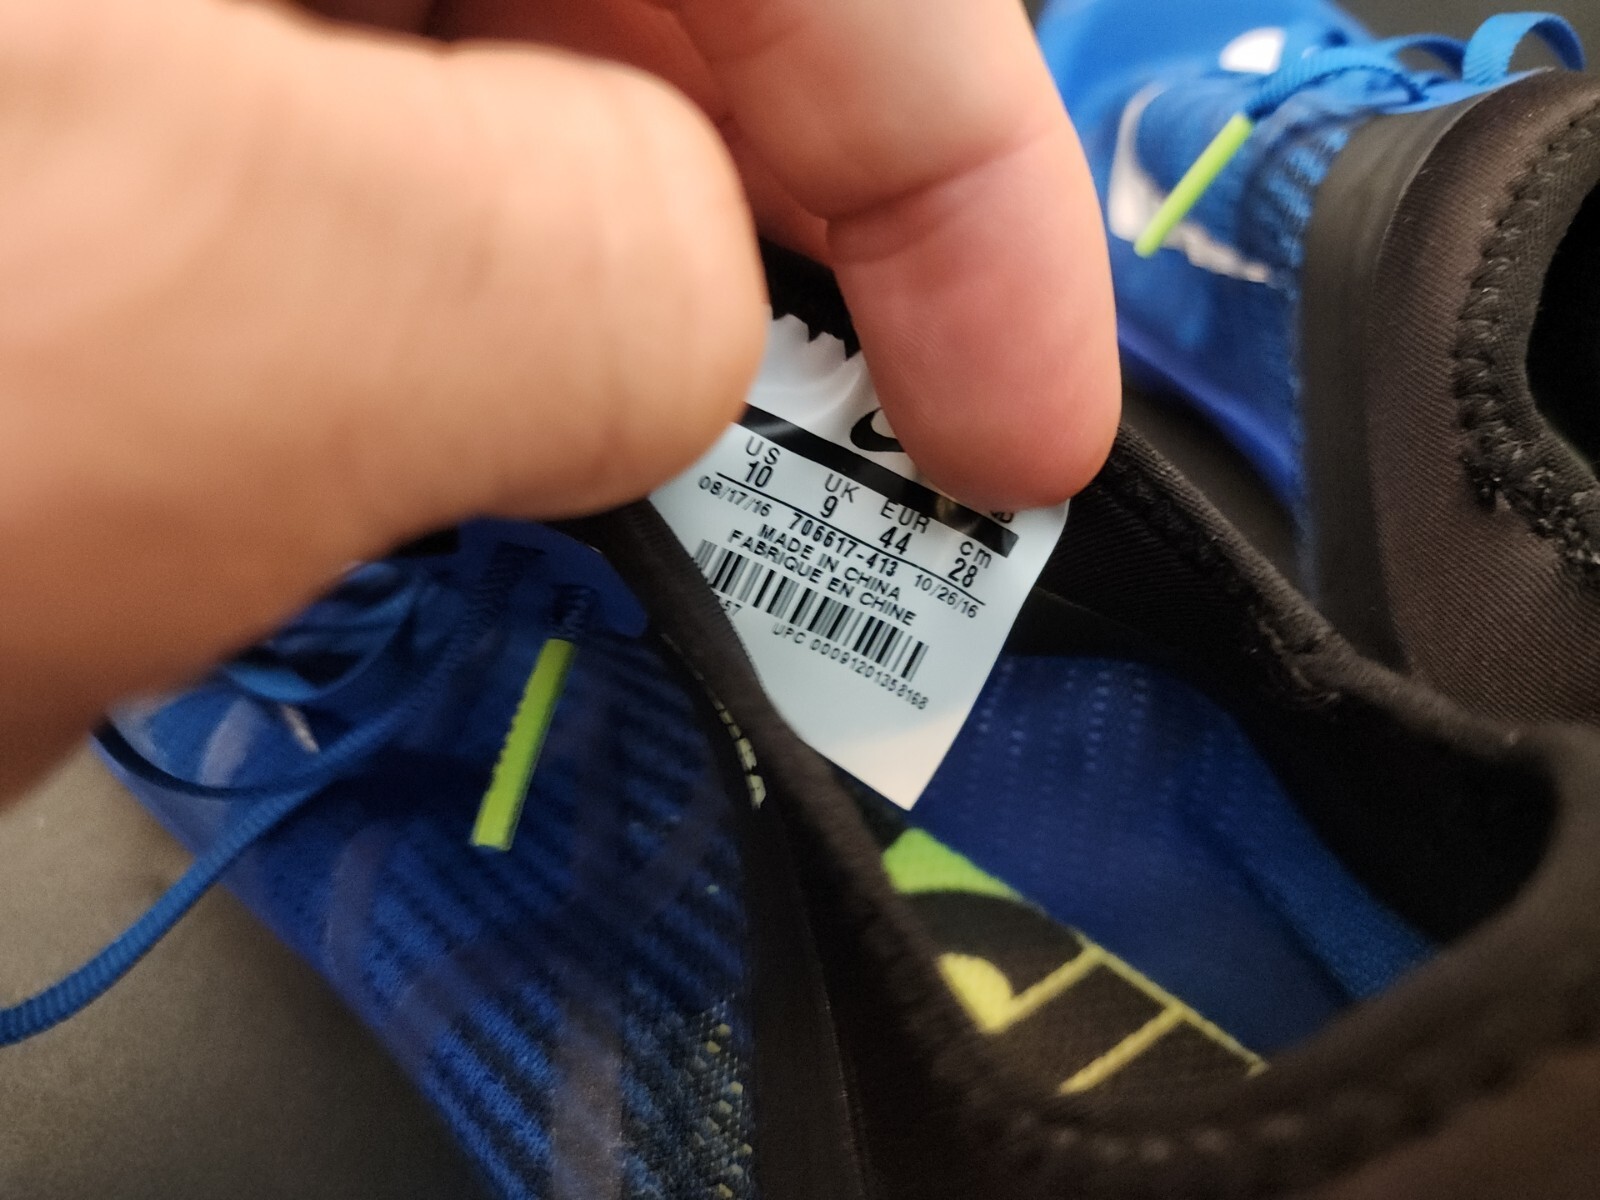 US UK EUR cm
10 9 44 28
08/17/16 706617-413 10/26/16
MADE IN CHINA
FABRIQUE EN CHINE
UPC 00091201358168